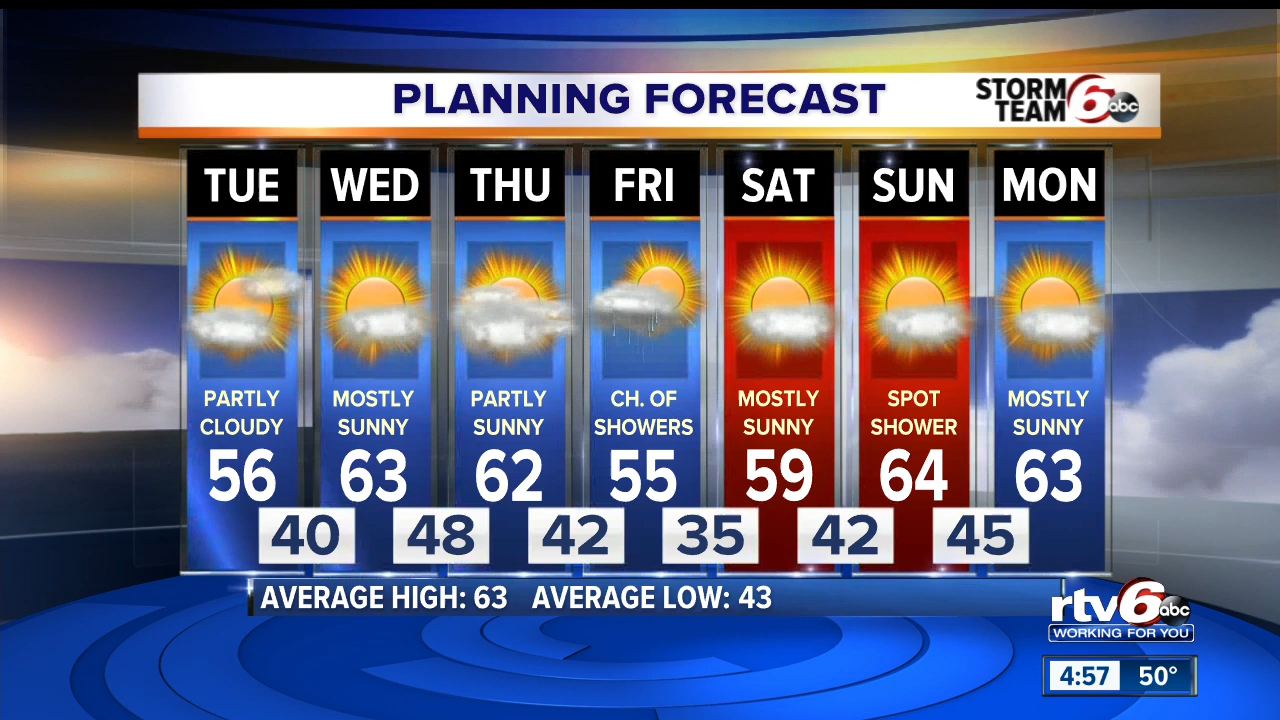 PLANNING FORECAST
STORM
TEAM 6 abc
TUE WED THU FRI SAT SUN MON
PARTLY MOSTLY PARTLY CH. OF MOSTLY SPOT MOSTLY
CLOUDY SUNNY SUNNY SHOWERS SUNNY SHOWER SUNNY
56 63 62 55 59 64 63
40 48 42 35 42 45
AVERAGE HIGH: 63 AVERAGE LOW: 43
rtv6 abc
WORKING FOR YOU
4:57 50°